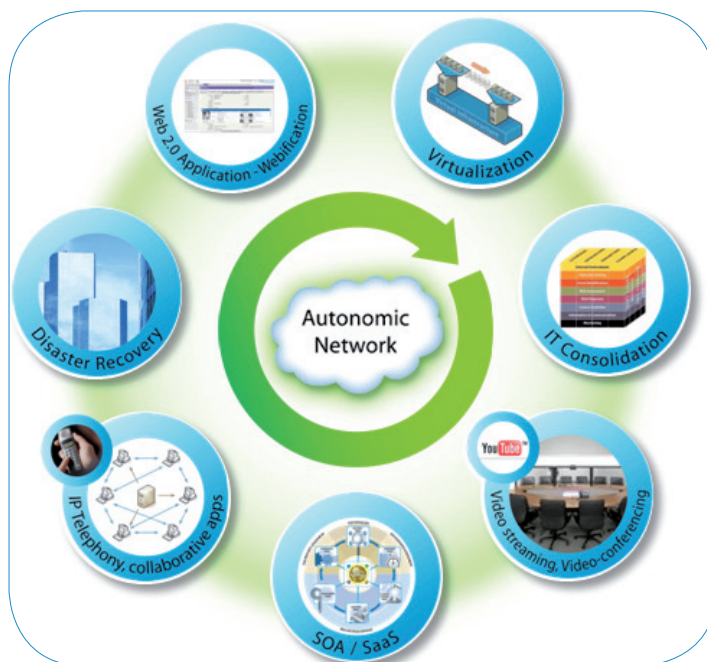 Web 2.0 Application - Webification
Virtualization
Disaster Recovery
Autonomic
Network
IT Consolidation
YouTube™
IP Telephony, collaborative apps
Video streaming, Video-conferencing
SOA / SaaS